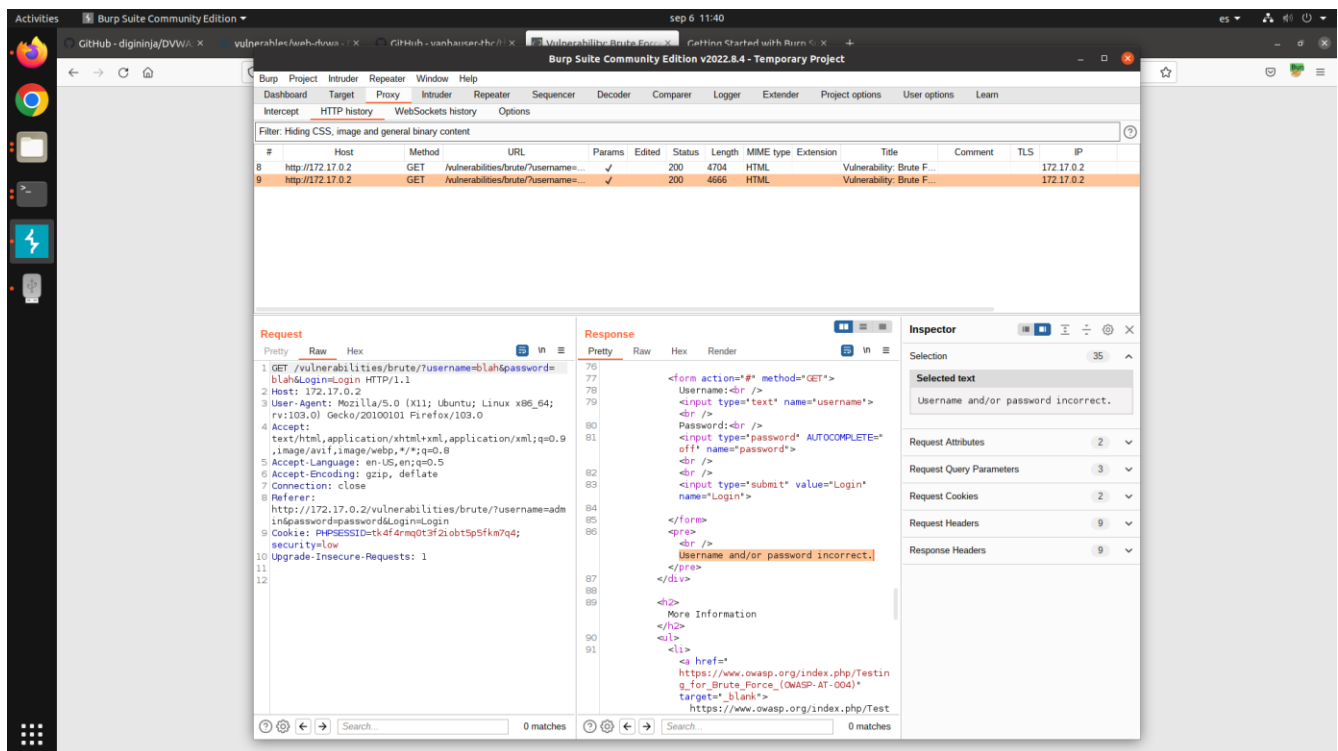 Activities Burp Suite Community Edition sep 6 11:40 es
GitHub - digininja/DVWA: × vulnerables/web-dvwa - × GitHub - vanhauser-thc/ × Vulnerability: Brute Force × Getting Started with Burp S × +
Burp Suite Community Edition v2022.8.4 - Temporary Project
Burp Project Intruder Repeater Window Help
Dashboard Target Proxy Intruder Repeater Sequencer Decoder Comparer Logger Extender Project options User options Learn
Intercept HTTP history WebSockets history Options
Filter: Hiding CSS, image and general binary content
# Host Method URL Params Edited Status Length MIME type Extension Title Comment TLS IP
8 http://172.17.0.2 GET /vulnerabilities/brute/?username=... ✓ 200 4704 HTML Vulnerability: Brute F... 172.17.0.2
9 http://172.17.0.2 GET /vulnerabilities/brute/?username=... ✓ 200 4666 HTML Vulnerability: Brute F... 172.17.0.2
Request
Pretty Raw Hex \n
1 GET /vulnerabilities/brute/?username=blah&password=
blah&Login=Login HTTP/1.1
2 Host: 172.17.0.2
3 User-Agent: Mozilla/5.0 (X11; Ubuntu; Linux x86_64;
rv:103.0) Gecko/20100101 Firefox/103.0
4 Accept:
text/html,application/xhtml+xml,application/xml;q=0.9
,image/avif,image/webp,*/*;q=0.8
5 Accept-Language: en-US,en;q=0.5
6 Accept-Encoding: gzip, deflate
7 Connection: close
8 Referer:
http://172.17.0.2/vulnerabilities/brute/?username=adm
in&password=password&Login=Login
9 Cookie: PHPSESSID=tk4f4rmq0t3f2iobt5p5fkm7q4;
security=low
10 Upgrade-Insecure-Requests: 1
11
12
Search... 0 matches
Response
Pretty Raw Hex Render \n
76
77 <form action="#" method="GET">
78 Username:<br />
79 <input type="text" name="username">
<br />
80 Password:<br />
81 <input type="password" AUTOCOMPLETE="
off" name="password">
<br />
82 <br />
83 <input type="submit" value="Login"
name="Login">
84
85 </form>
86 <pre>
<br />
Username and/or password incorrect.
</pre>
87 </div>
88
89 <h2>
More Information
</h2>
90 <ul>
91 <li>
<a href="
https://www.owasp.org/index.php/Testin
g_for_Brute_Force_(OWASP-AT-004)"
target="_blank">
https://www.owasp.org/index.php/Test
Search... 0 matches
Inspector
Selection 35
Selected text
Username and/or password incorrect.
Request Attributes 2
Request Query Parameters 3
Request Cookies 2
Request Headers 9
Response Headers 9